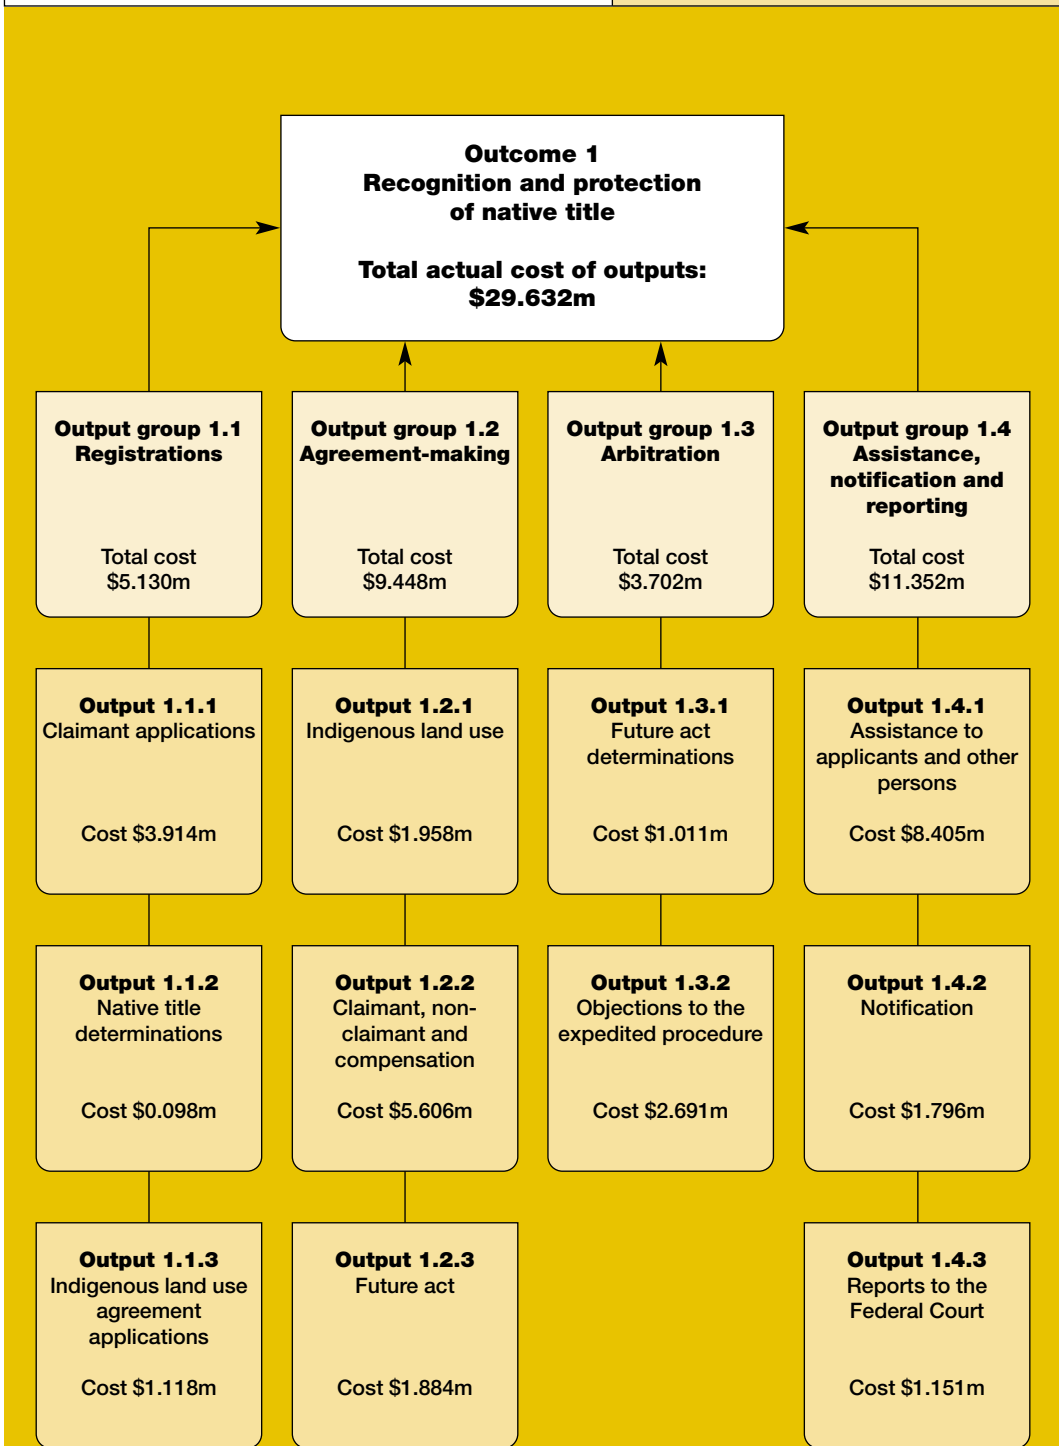 Outcome 1
Recognition and protection
of native title
Total actual cost of outputs:
$29.632m
Output group 1.1
Registrations
Total cost
$5.130m
Output group 1.2
Agreement-making
Total cost
$9.448m
Output group 1.3
Arbitration
Total cost
$3.702m
Output group 1.4
Assistance,
notification and
reporting
Total cost
$11.352m
Output 1.1.1
Claimant applications
Cost $3.914m
Output 1.2.1
Indigenous land use
Cost $1.958m
Output 1.3.1
Future act
determinations
Cost $1.011m
Output 1.4.1
Assistance to
applicants and other
persons
Cost $8.405m
Output 1.1.2
Native title
determinations
Cost $0.098m
Output 1.2.2
Claimant, non-
claimant and
compensation
Cost $5.606m
Output 1.3.2
Objections to the
expedited procedure
Cost $2.691m
Output 1.4.2
Notification
Cost $1.796m
Output 1.1.3
Indigenous land use
agreement
applications
Cost $1.118m
Output 1.2.3
Future act
Cost $1.884m
Output 1.4.3
Reports to the
Federal Court
Cost $1.151m